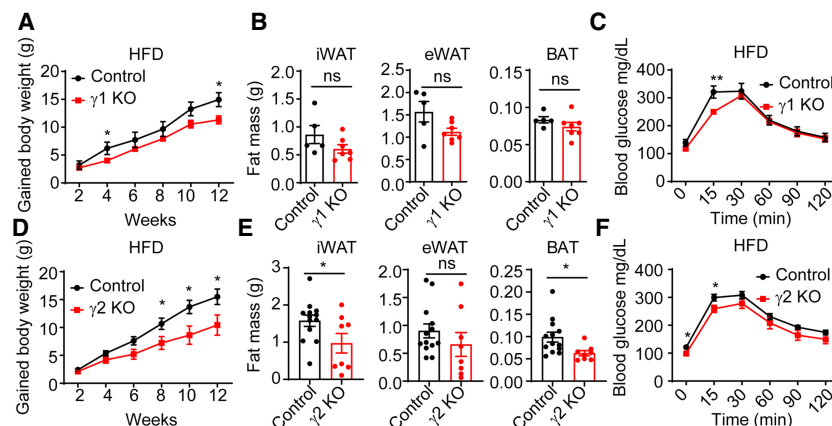 A
HFD
Gained body weight (g)
20
15
10
5
0
Control
γ1 KO
*
*
2 4 6 8 10 12
Weeks
B
iWAT
eWAT
BAT
Fat mass (g)
ns
ns
ns
2.0
1.5
1.0
0.5
0.0
2.5
2.0
1.5
1.0
0.5
0.0
0.15
0.10
0.05
0.00
Control
γ1 KO
Control
γ1 KO
Control
γ1 KO
C
HFD
Blood glucose mg/dL
400
300
200
100
0
**
Control
γ1 KO
0 15 30 60 90 120
Time (min)
D
HFD
Gained body weight (g)
20
15
10
5
0
Control
γ2 KO
* * *
2 4 6 8 10 12
Weeks
E
iWAT
eWAT
BAT
Fat mass (g)
*
ns
*
3
2
1
0
2.0
1.5
1.0
0.5
0.0
0.25
0.20
0.15
0.10
0.05
0.00
Control
γ2 KO
Control
γ2 KO
Control
γ2 KO
F
HFD
Blood glucose mg/dL
400
300
200
100
0
*
*
Control
γ2 KO
0 15 30 60 90 120
Time (min)